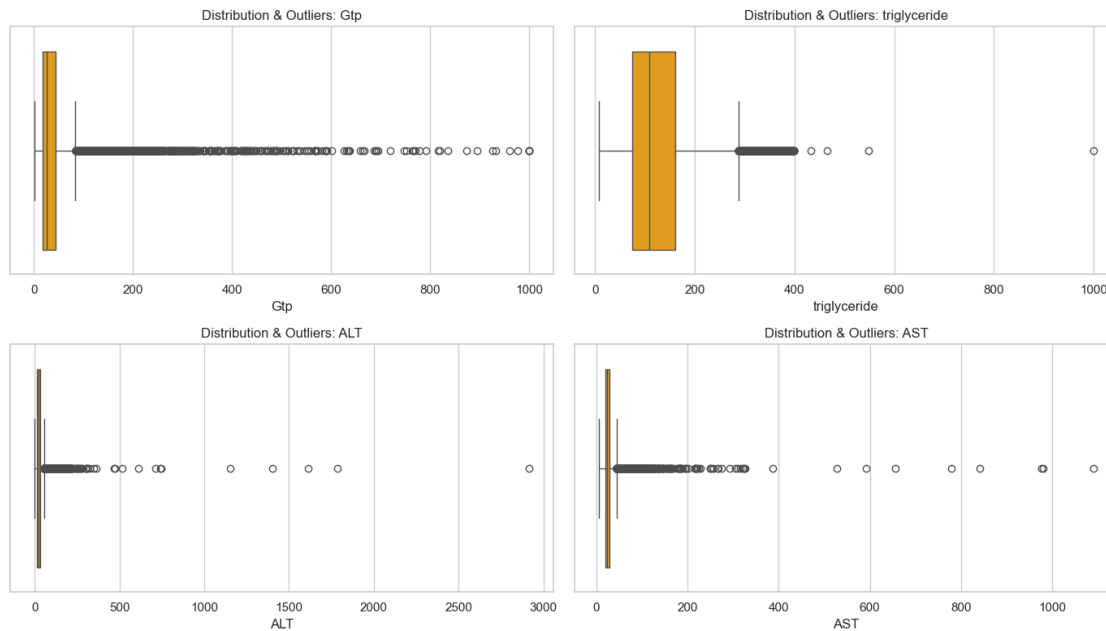 Distribution & Outliers: Gtp
0 200 400 600 800 1000
Gtp
Distribution & Outliers: triglyceride
0 200 400 600 800 1000
triglyceride
Distribution & Outliers: ALT
0 500 1000 1500 2000 2500 3000
ALT
Distribution & Outliers: AST
0 200 400 600 800 1000
AST